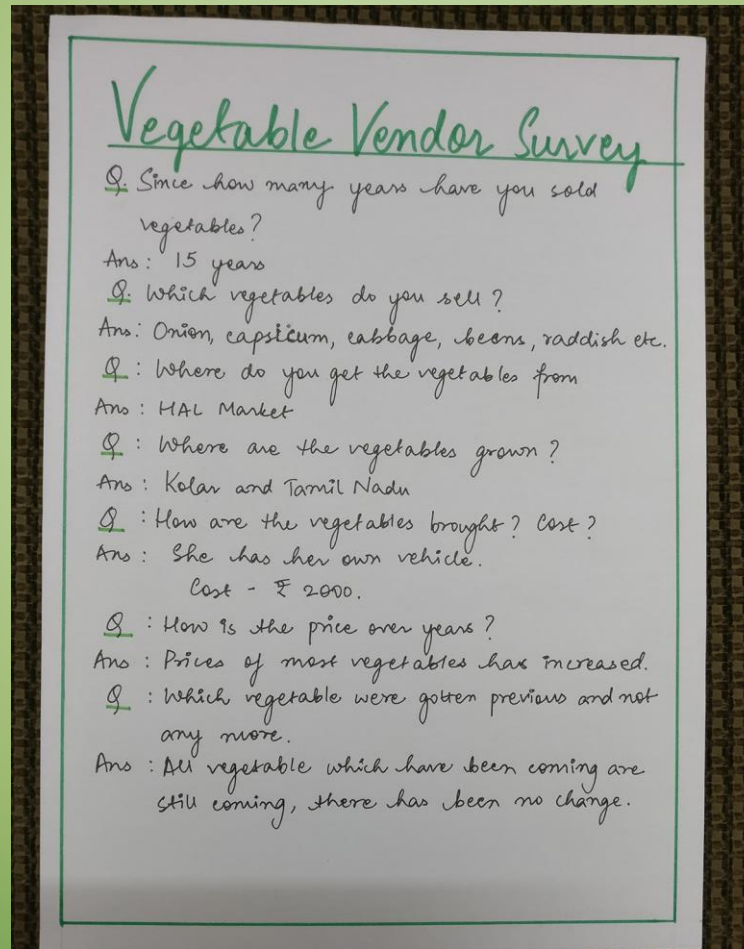 Vegetable Vendor Survey
Q. Since how many years have you sold
vegetables?
Ans: 15 years
Q. Which vegetables do you sell?
Ans: Onion, capsicum, cabbage, beens, raddish etc.
Q : Where do you get the vegetables from
Ans : HAL Market
Q : Where are the vegetables grown?
Ans : Kolar and Tamil Nadu
Q : How are the vegetables brought? Cost?
Ans : She has her own vehicle.
Cost - ₹ 2000.
Q : How is the price over years?
Ans : Prices of most vegetables has increased.
Q : Which vegetable were gotten previous and not
any more.
Ans : All vegetable which have been coming are
still coming, there has been no change.